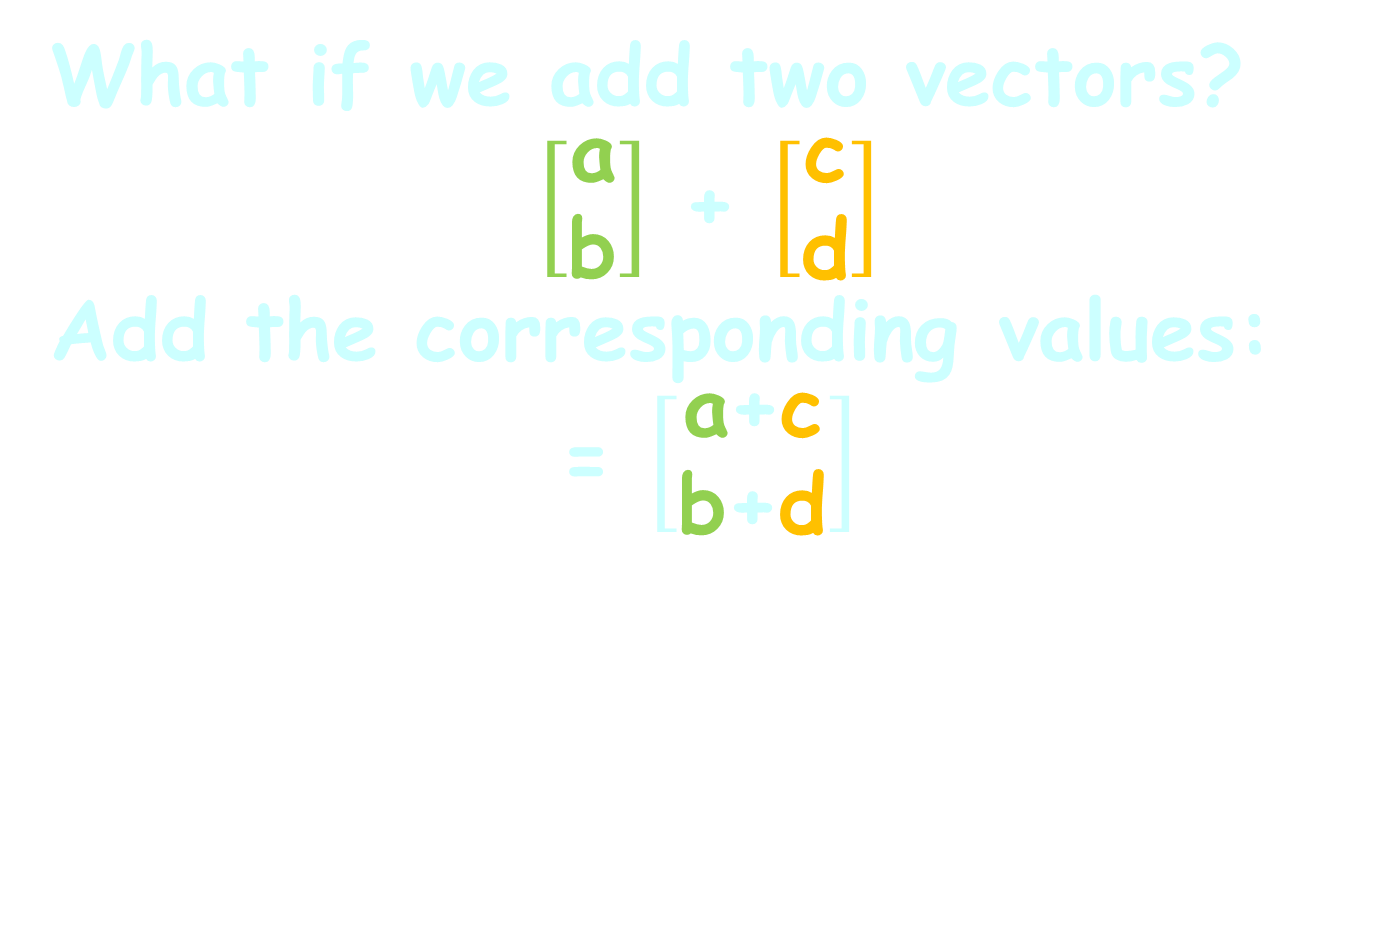 What if we add two vectors?
[a b] + [c d]
Add the corresponding values:
= [a+c b+d]